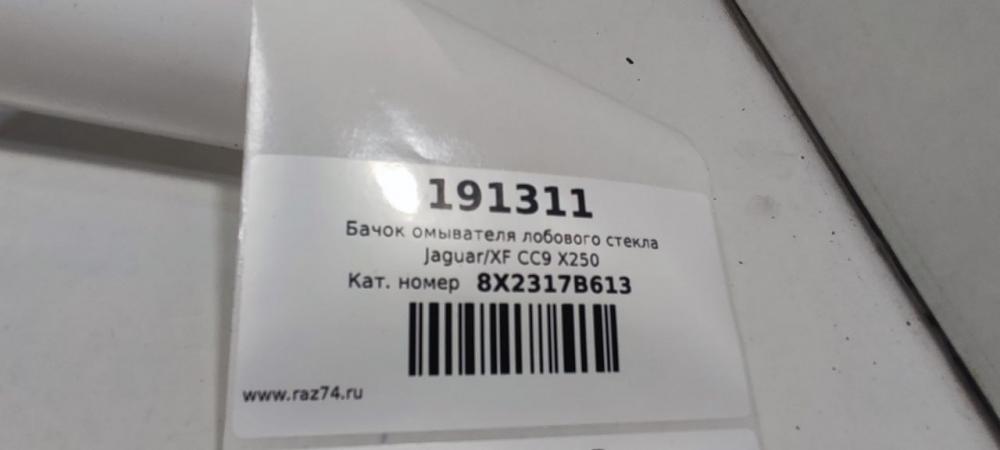 191311
Бачок омывателя лобового стекла
Jaguar/XF CC9 X250
Кат. номер 8X2317B613
www.raz74.ru